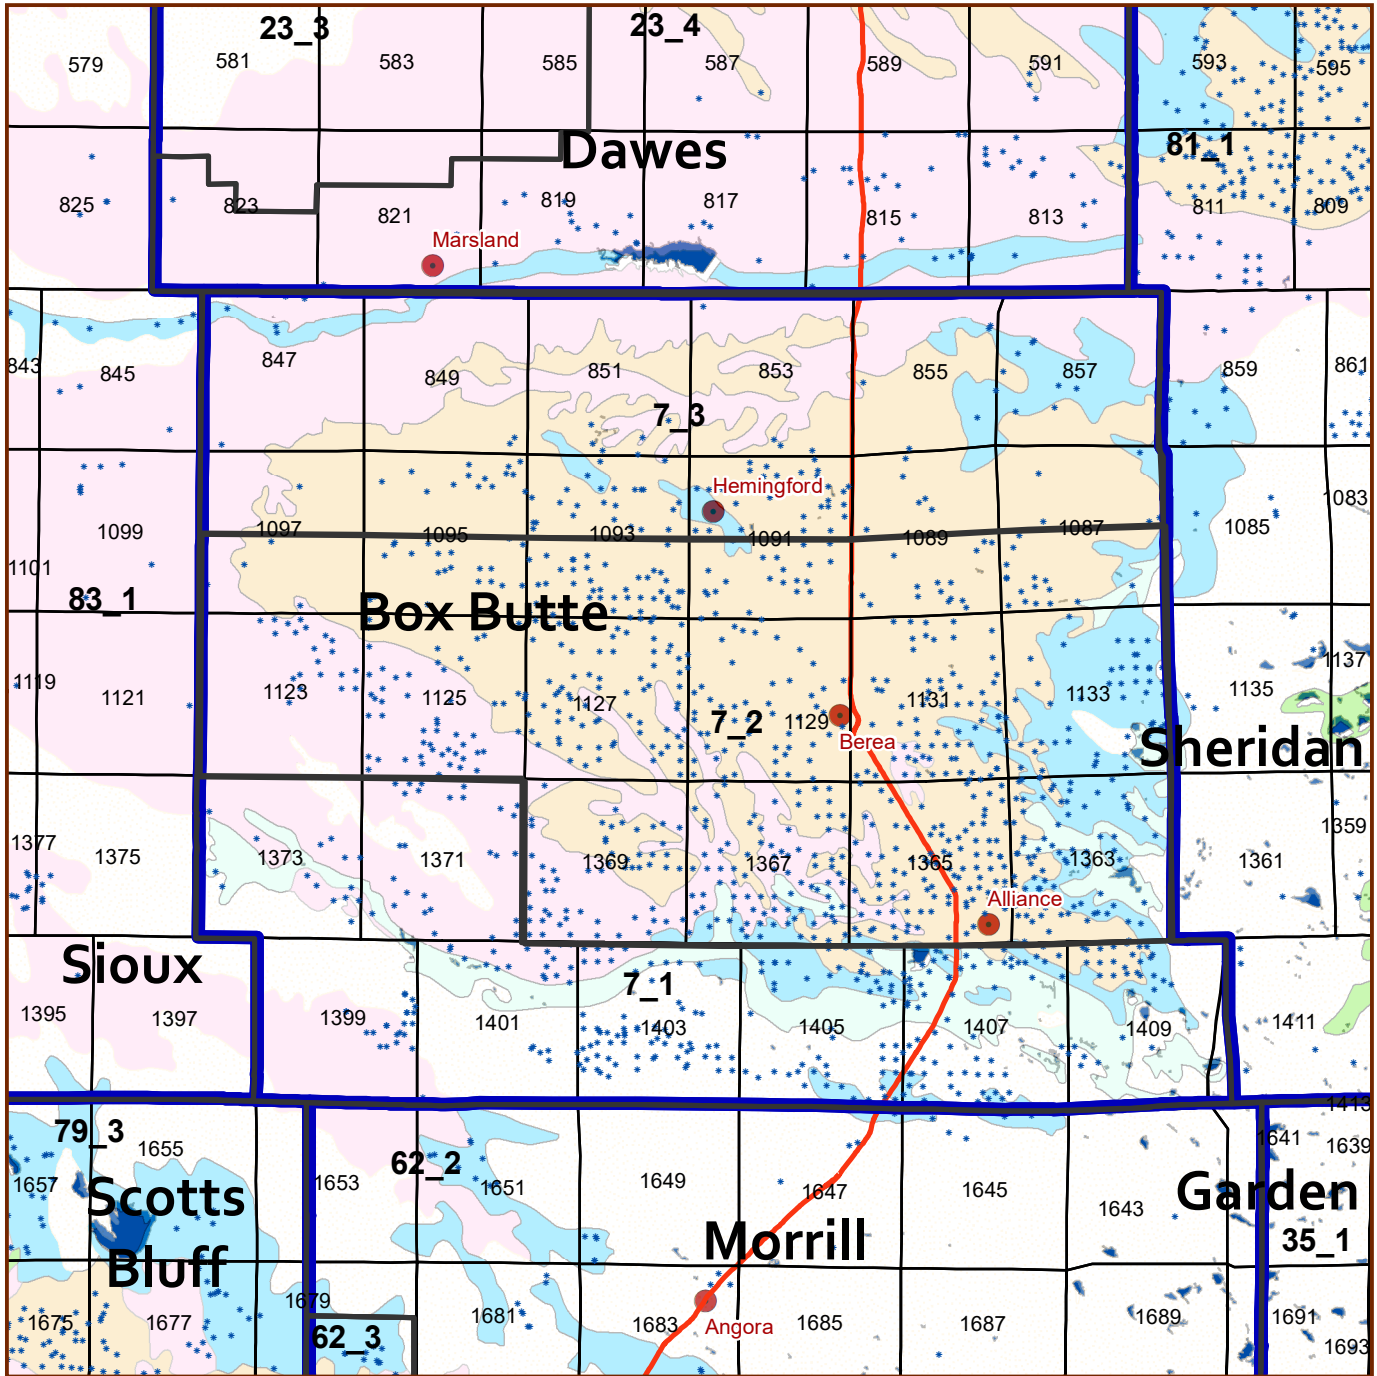 23_3 23_4
579 581 583 585 587 589 591 593 595
Dawes 81_1
825 823 821 819 817 815 813 811 809
Marsland
843 845 847 849 851 853 855 857 859 861
7_3
Hemingford
1101 1099 1097 1095 1093 1091 1089 1087 1085 1083
83_1 Box Butte
1119 1121 1123 1125 1127 1129 1131 1133 1135 1137
7_2
Berea
Sheridan
1377 1375 1373 1371 1369 1367 1365 1363 1361 1359
Alliance
Sioux
7_1
1395 1397 1399 1401 1403 1405 1407 1409 1411
1413
79_3 1655 62_2 1641 1639
1657 1653 1651 1649 1647 1645 1643
Scotts
Bluff
Morrill
Garden
35_1
1675 1677 1679 1681 1683 1685 1687 1689 1691
62_3 Angora 1693